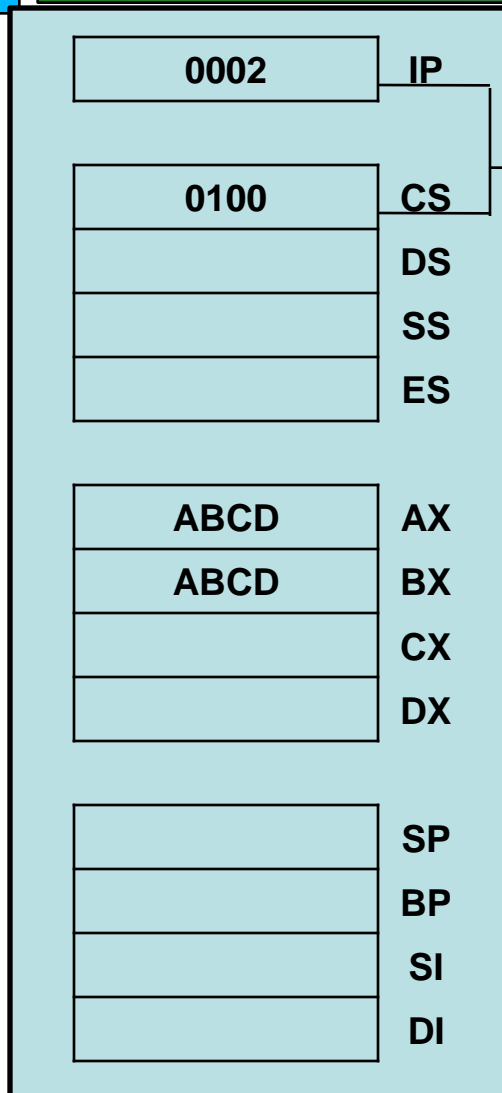 0002 IP
0100 CS
DS
SS
ES
ABCD AX
ABCD BX
CX
DX
SP
BP
SI
DI